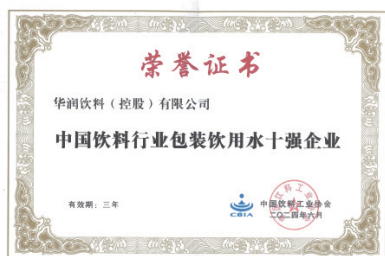 荣誉证书
华润饮料（控股）有限公司
中国饮料行业包装饮用水十强企业
有效期：三年
CBIA
中国饮料工业协会
二〇二四年六月